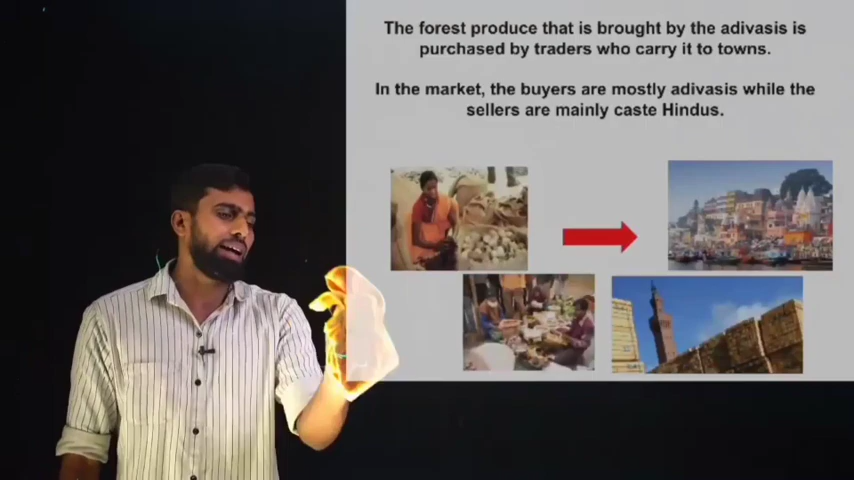 The forest produce that is brought by the adivasis is
purchased by traders who carry it to towns.
In the market, the buyers are mostly adivasis while the
sellers are mainly caste Hindus.